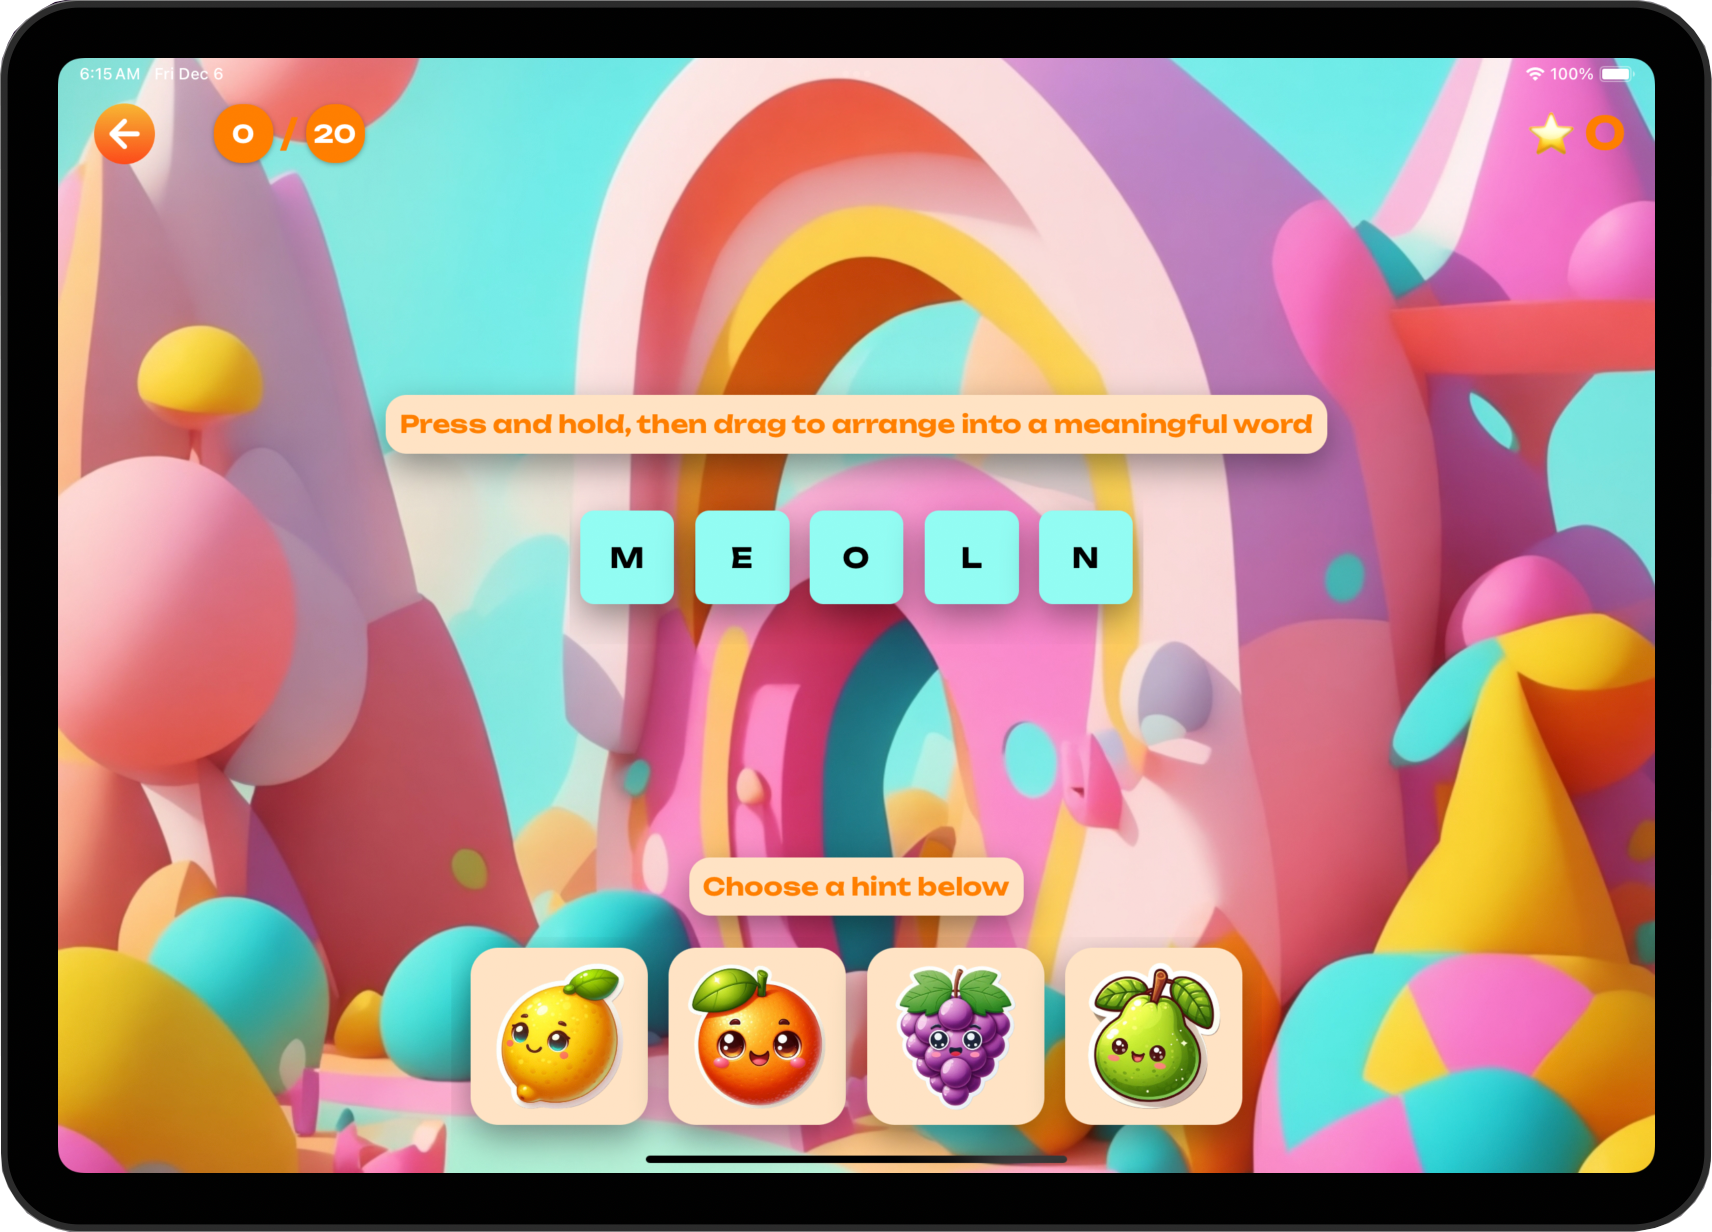 6:15 AM Fri Dec 6
100%
0 / 20
0
Press and hold, then drag to arrange into a meaningful word
M E O L N
Choose a hint below